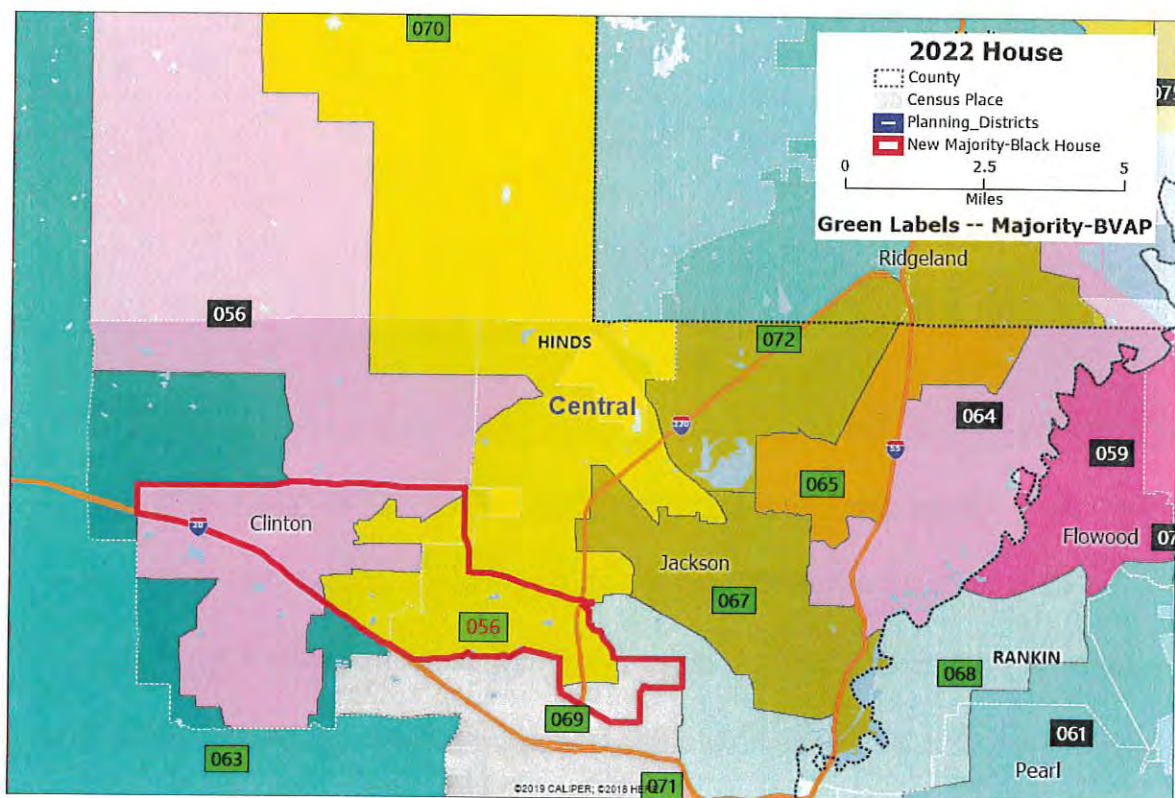 070
2022 House
County
Census Place
Planning_Districts
New Majority-Black House
0 2.5 5
Miles
Green Labels -- Majority-BVAP
Ridgeland
056
HINDS
072
Central
220
064
059
55
065
20
Clinton
Flowood
Jackson
067
056
RANKIN
068
069
061
063
071
Pearl
©2019 CALIPER; ©2018 HERE